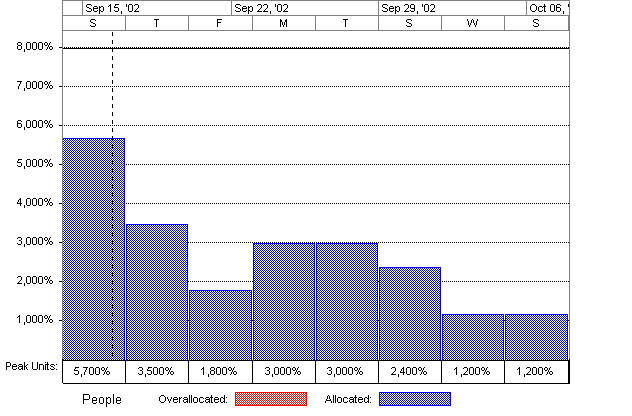 Sep 15, '02 Sep 22, '02 Sep 29, '02 Oct 06, '
S T F M T S W S
8,000%
7,000%
6,000%
5,000%
4,000%
3,000%
2,000%
1,000%
Peak Units: 5,700% 3,500% 1,800% 3,000% 3,000% 2,400% 1,200% 1,200%
People Overallocated: Allocated: